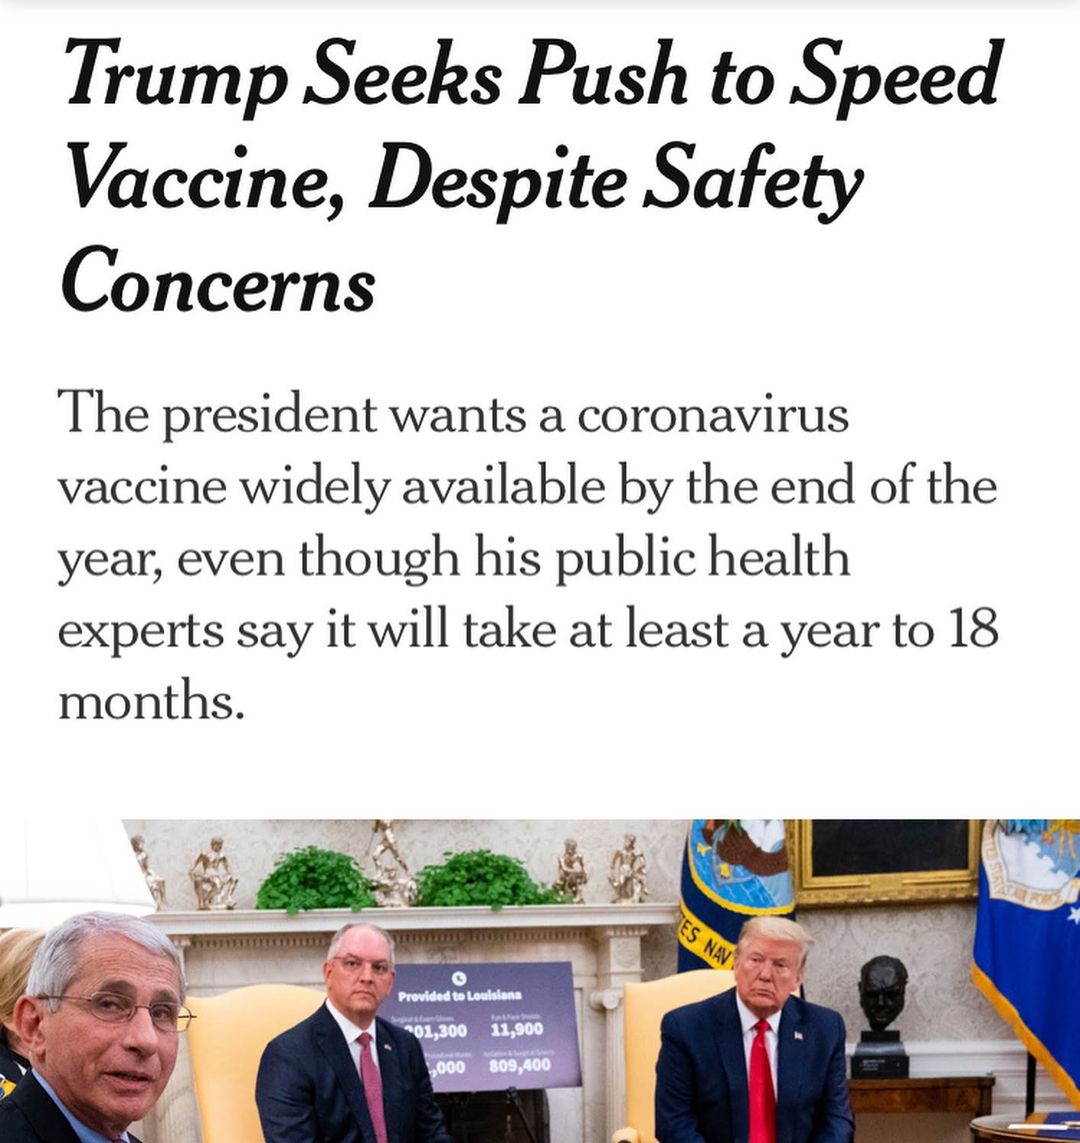 Trump Seeks Push to Speed
Vaccine, Despite Safety
Concerns
The president wants a coronavirus
vaccine widely available by the end of the
year, even though his public health
experts say it will take at least a year to 18
months.
ES NAV
Provided to Louisiana
01,300 11,900
,000 809,400